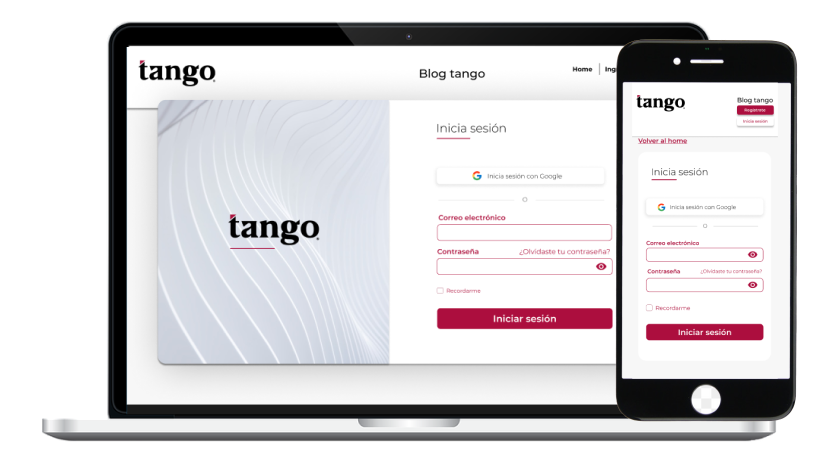 tango
Blog tango
Home
Ing
tango
Inicia sesión
Inicia sesión con Google
O
Correo electrónico
Contraseña ¿Olvidaste tu contraseña?
Recordarme
Iniciar sesión
tango
Blog tango
Regístrate
Inicia sesión
Volver al home
Inicia sesión
Inicia sesión con Google
O
Correo electrónico
Contraseña ¿Olvidaste tu contraseña?
Recordarme
Iniciar sesión